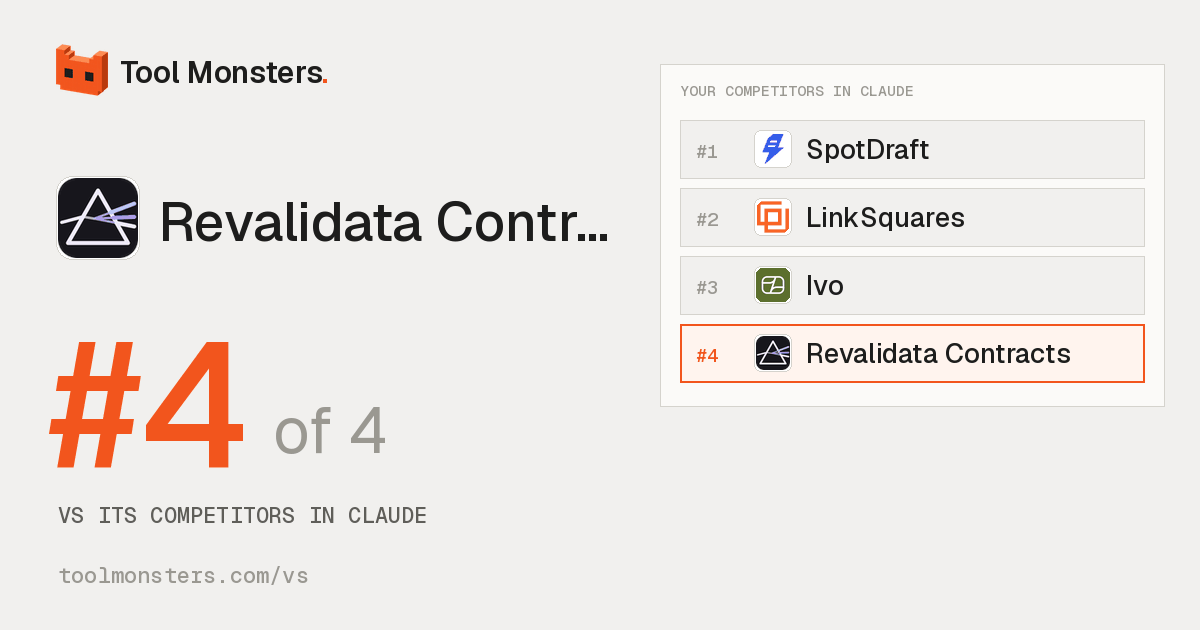 Tool Monsters.
Revalidata Contr...
#4 of 4
VS ITS COMPETITORS IN CLAUDE
toolmonsters.com/vs
YOUR COMPETITORS IN CLAUDE
#1 SpotDraft
#2 LinkSquares
#3 Ivo
#4 Revalidata Contracts